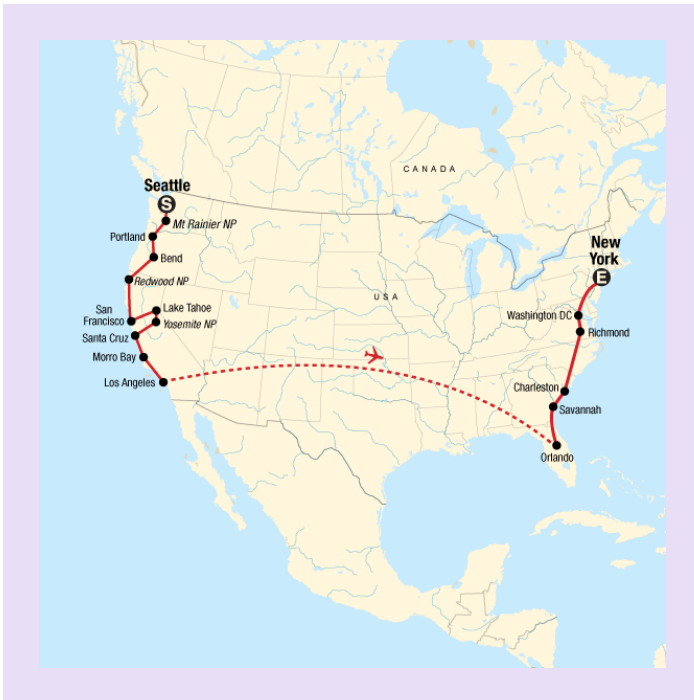 CANADA
Seattle
S
Mt Rainier NP
Portland
Bend
Redwood NP
New
York
E
USA
San
Francisco
Lake Tahoe
Yosemite NP
Santa Cruz
Morro Bay
Los Angeles
Washington DC
Richmond
Charleston
Savannah
Orlando